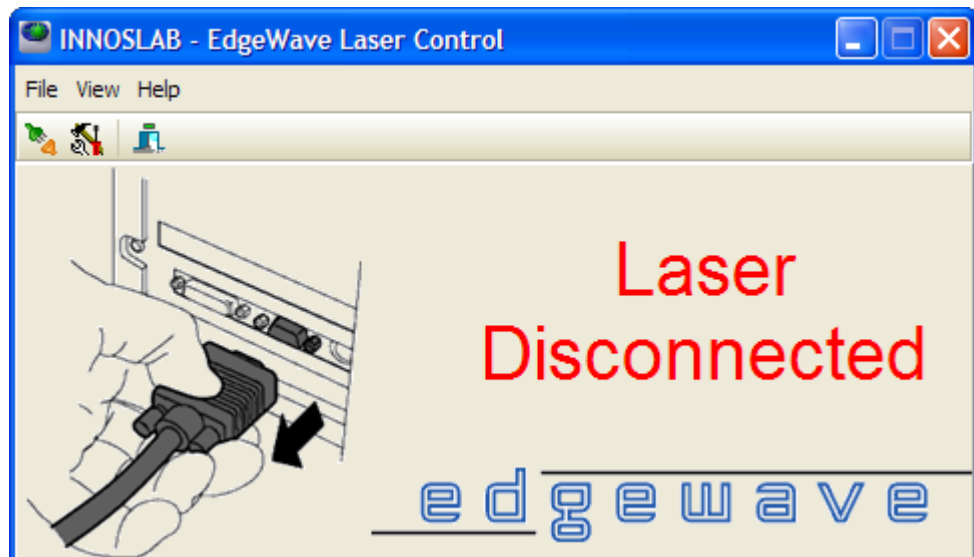 INNOSLAB - EdgeWave Laser Control
File View Help
Laser
Disconnected
edgewave